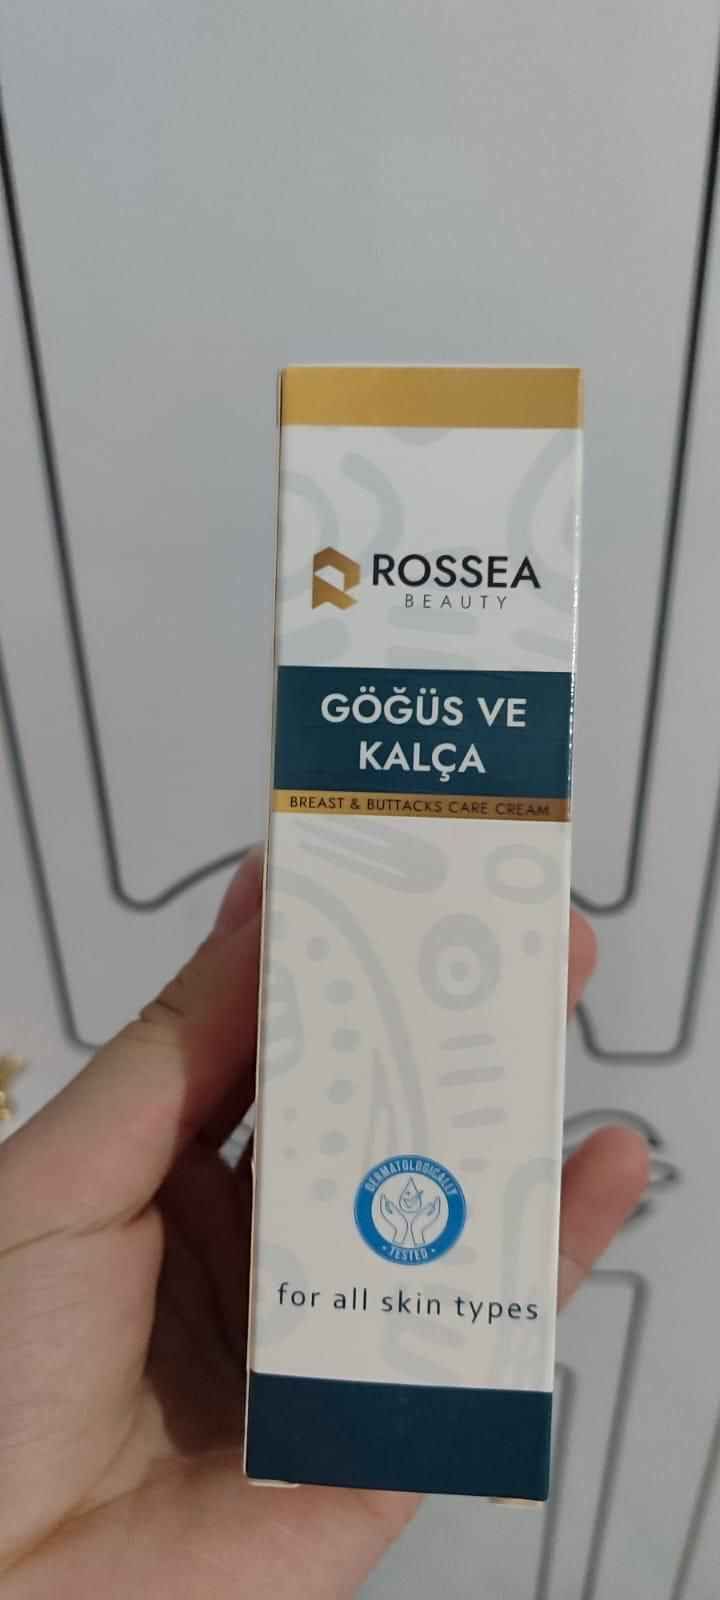 ROSSEA
BEAUTY
GÖĞÜS VE
KALÇA
BREAST & BUTTACKS CARE CREAM
DERMATOLOGICALLY
TESTED
for all skin types